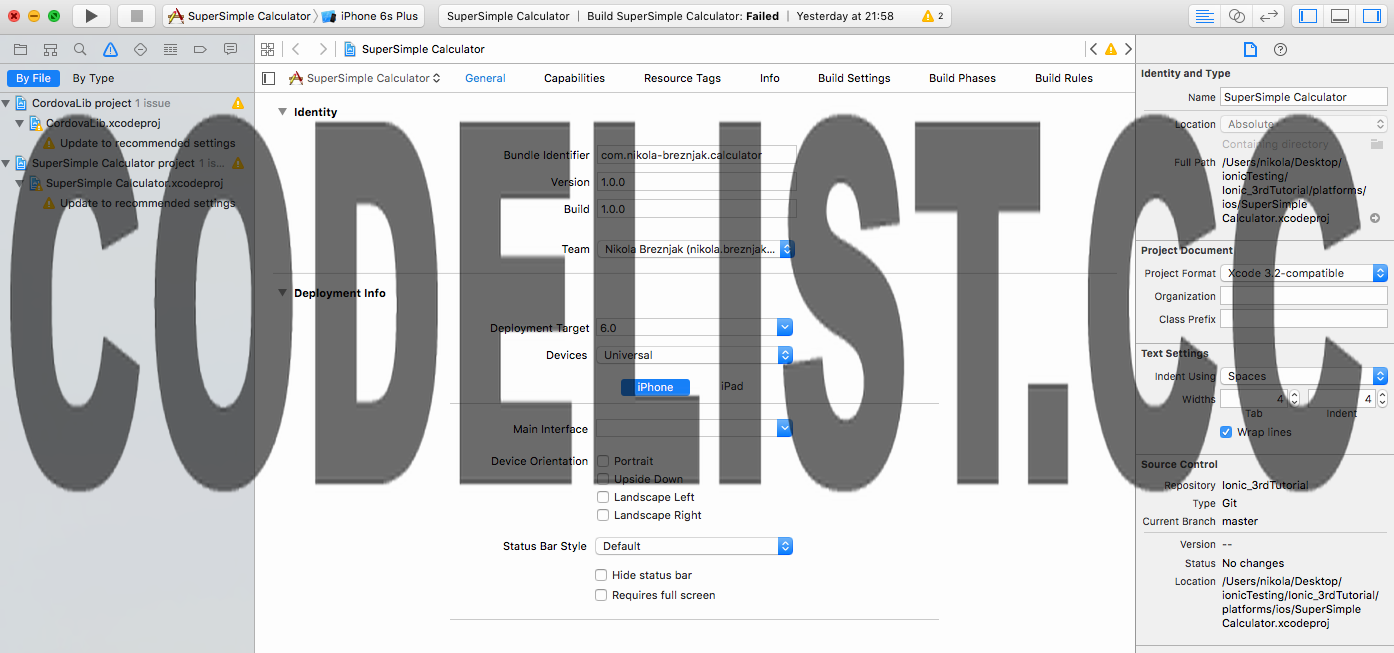 SuperSimple Calculator iPhone 6s Plus SuperSimple Calculator Build SuperSimple Calculator: Failed Yesterday at 21:58 2
SuperSimple Calculator
By File By Type
SuperSimple Calculator General Capabilities Resource Tags Info Build Settings Build Phases Build Rules
CordovaLib project 1 issue
CordovaLib.xcodeproj
Update to recommended settings
SuperSimple Calculator project 1 is...
SuperSimple Calculator.xcodeproj
Update to recommended settings
Identity
Bundle Identifier com.nikola-breznjak.calculator
Version 1.0.0
Build 1.0.0
Team Nikola Breznjak (nikola.breznjak...
Deployment Info
Deployment Target 6.0
Devices Universal
iPhone iPad
Main Interface
Device Orientation Portrait
Upside Down
Landscape Left
Landscape Right
Status Bar Style Default
Hide status bar
Requires full screen
Identity and Type
Name SuperSimple Calculator
Location Absolute
Containing directory
Full Path /Users/nikola/Desktop/
ionicTesting/
Ionic_3rdTutorial/platforms/
ios/SuperSimple
Calculator.xcodeproj
Project Document
Project Format Xcode 3.2-compatible
Organization
Class Prefix
Text Settings
Indent Using Spaces
Widths 4 4
Tab Indent
Wrap lines
Source Control
Repository Ionic_3rdTutorial
Type Git
Current Branch master
Version --
Status No changes
Location /Users/nikola/Desktop/
ionicTesting/Ionic_3rdTutorial/
platforms/ios/SuperSimple
Calculator.xcodeproj
CODELIST.CC